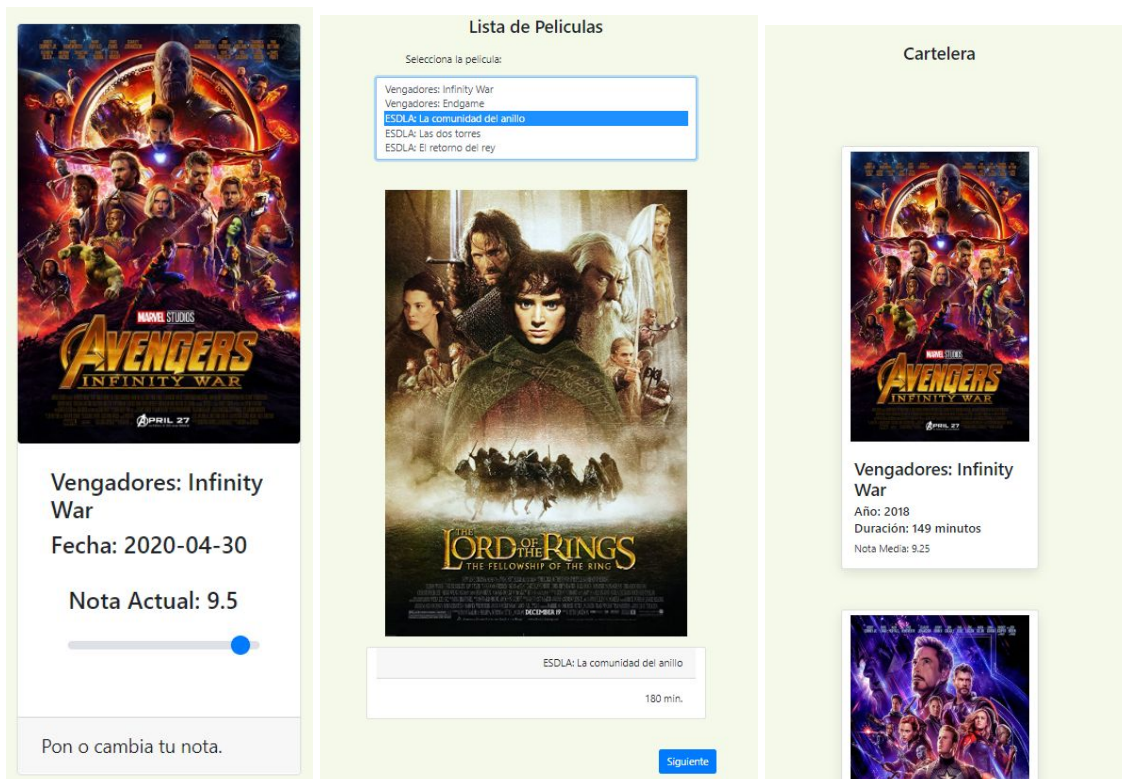 MARVEL STUDIOS
AVENGERS
INFINITY WAR
APRIL 27
Vengadores: Infinity
War
Fecha: 2020-04-30
Nota Actual: 9.5
Pon o cambia tu nota.
Lista de Peliculas
Selecciona la película:
Vengadores: Infinity War
Vengadores: Endgame
ESDLA: La comunidad del anillo
ESDLA: Las dos torres
ESDLA: El retorno del rey
THE
LORD OF THE RINGS
THE FELLOWSHIP OF THE RING
DECEMBER 19
ESDLA: La comunidad del anillo
180 min.
Siguiente
Cartelera
MARVEL STUDIOS
AVENGERS
INFINITY WAR
APRIL 27
Vengadores: Infinity
War
Año: 2018
Duración: 149 minutos
Nota Media: 9.25